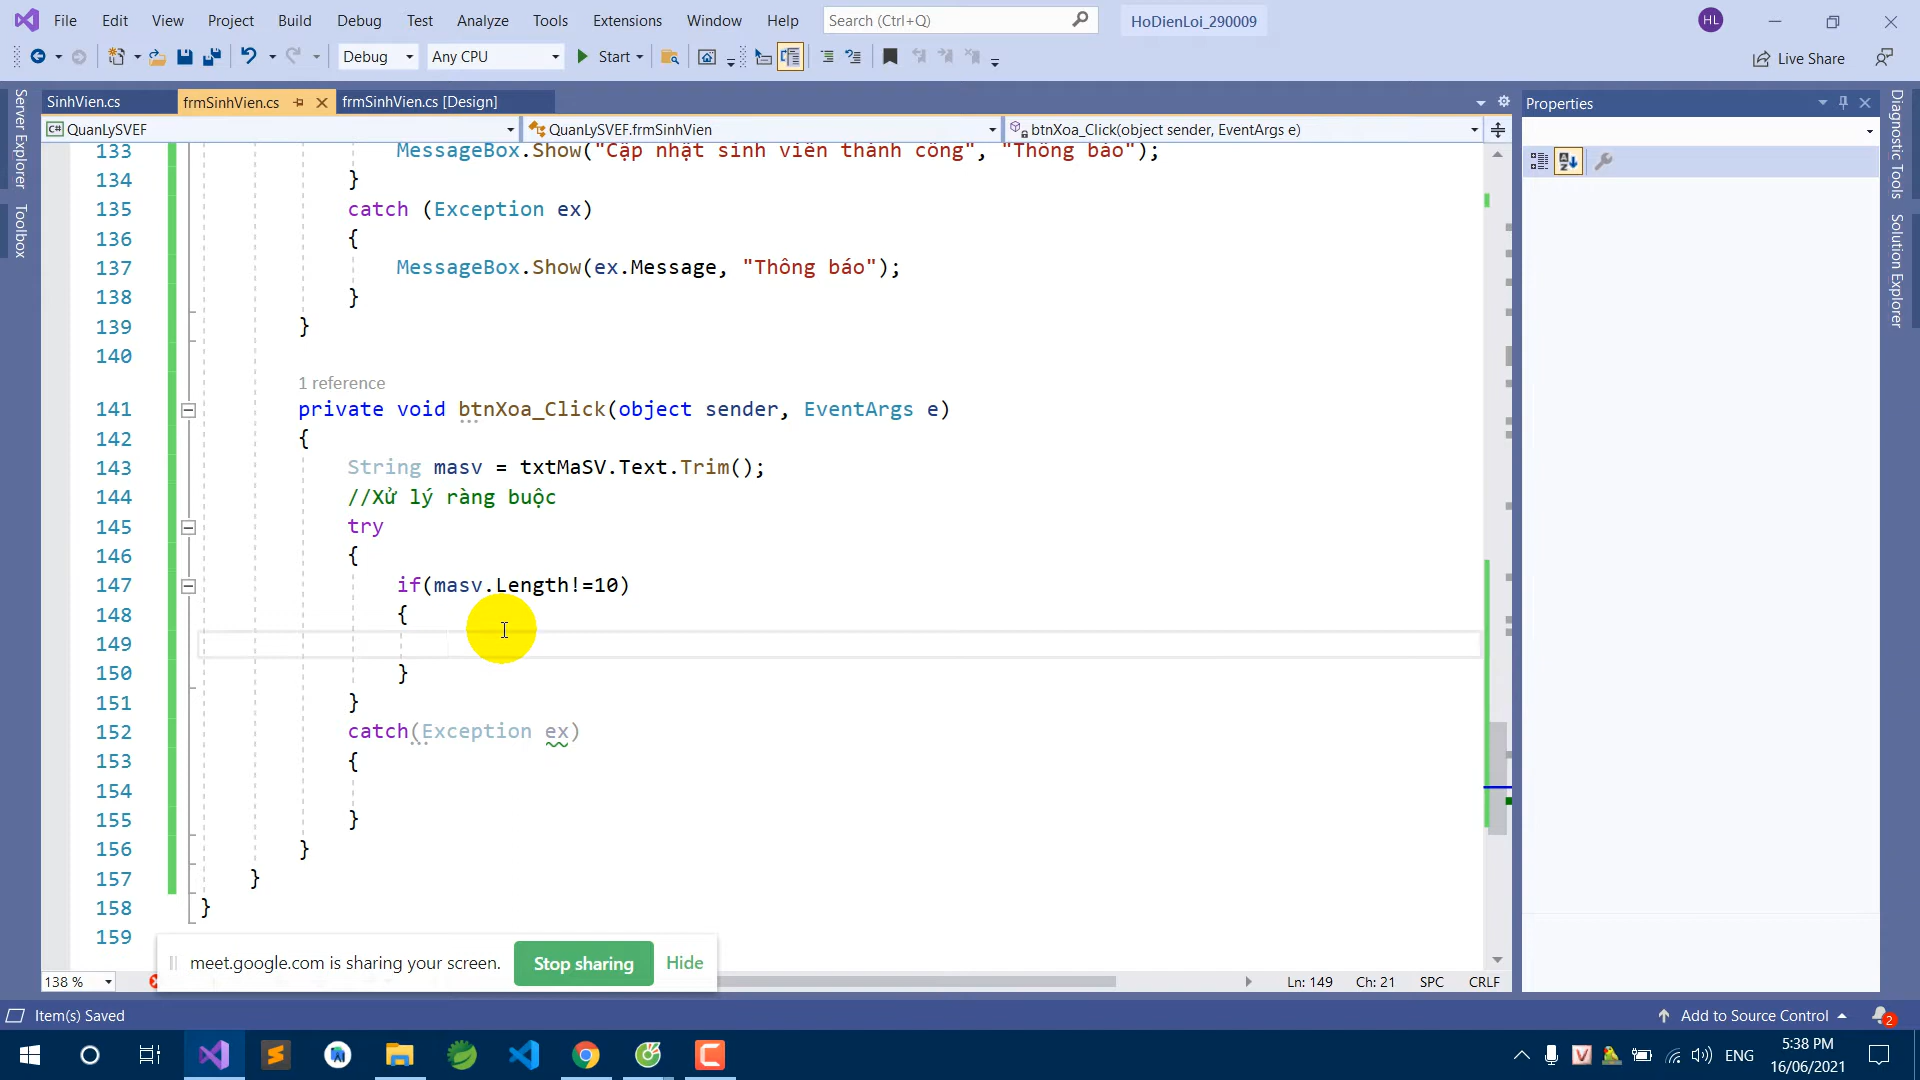 File Edit View Project Build Debug Test Analyze Tools Extensions Window Help Search (Ctrl+Q) HoDienLoi_290009 HL
Debug Any CPU Start Live Share
SinhVien.cs frmSinhVien.cs frmSinhVien.cs [Design] Properties
C# QuanLySVEF QuanLySVEF.frmSinhVien btnXoa_Click(object sender, EventArgs e)
Server Explorer
Toolbox
133 MessageBox.Show("Cập nhật sinh viên thành công", "Thông báo");
134 }
135 catch (Exception ex)
136 {
137 MessageBox.Show(ex.Message, "Thông báo");
138 }
139 }
140
1 reference
141 private void btnXoa_Click(object sender, EventArgs e)
142 {
143 String masv = txtMaSV.Text.Trim();
144 //Xử lý ràng buộc
145 try
146 {
147 if(masv.Length!=10)
148 {
149
150 }
151 }
152 catch(Exception ex)
153 {
154
155 }
156 }
157 }
158 }
159
Diagnostic Tools
Solution Explorer
meet.google.com is sharing your screen. Stop sharing Hide
138 % Ln: 149 Ch: 21 SPC CRLF
Item(s) Saved Add to Source Control 2
ENG 5:38 PM
16/06/2021